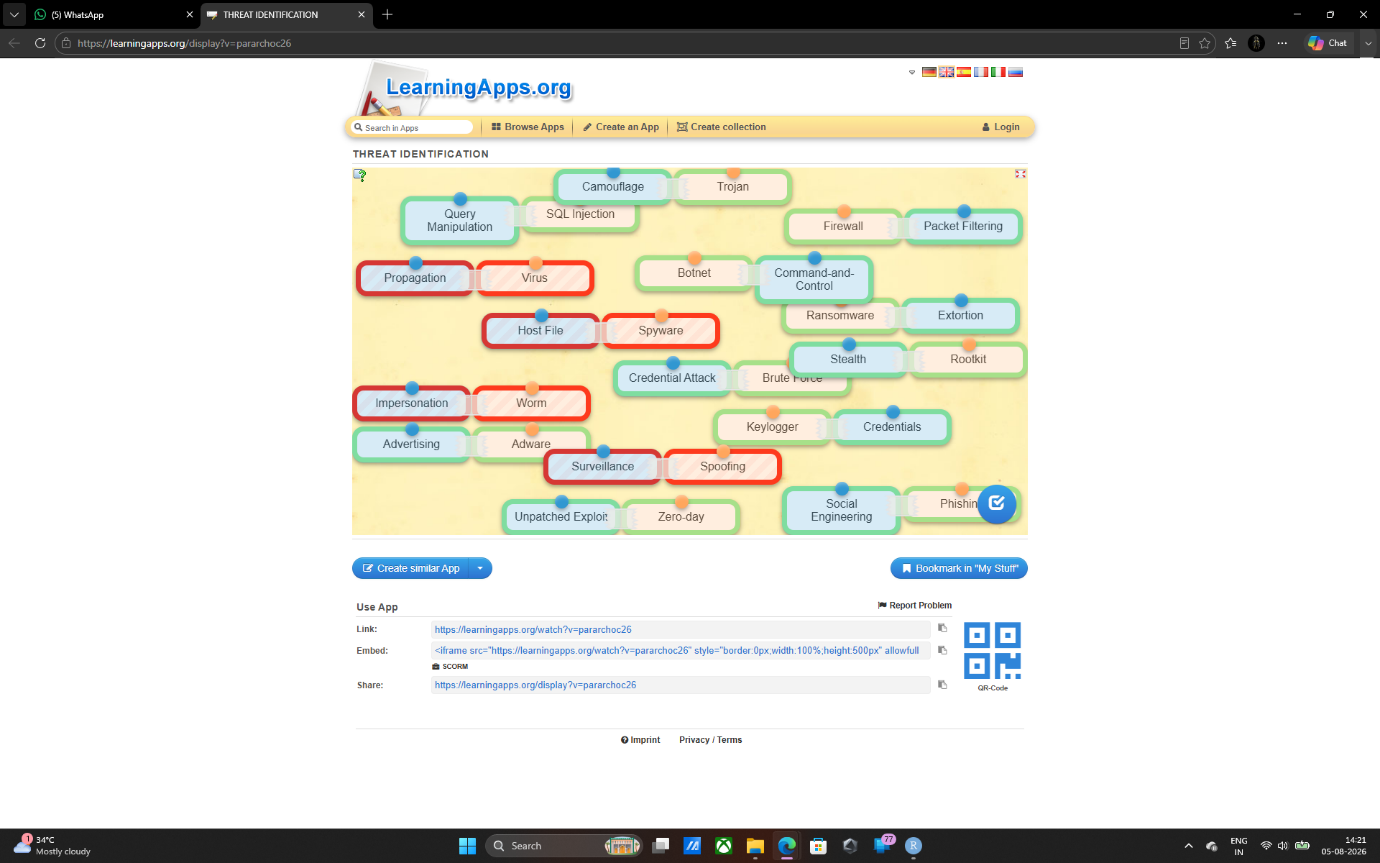 (5) WhatsApp
THREAT IDENTIFICATION
https://learningapps.org/display?v=pararchoc26
Chat
LearningApps.org
Search in Apps
Browse Apps
Create an App
Create collection
Login
THREAT IDENTIFICATION
Camouflage
Trojan
Query
Manipulation
SQL Injection
Firewall
Packet Filtering
Propagation
Virus
Botnet
Command-and-
Control
Ransomware
Extortion
Host File
Spyware
Stealth
Rootkit
Credential Attack
Brute Force
Impersonation
Worm
Keylogger
Credentials
Advertising
Adware
Surveillance
Spoofing
Unpatched Exploit
Zero-day
Social
Engineering
Phishin
Create similar App
Bookmark in "My Stuff"
Use App
Report Problem
Link:
https://learningapps.org/watch?v=pararchoc26
Embed:
<iframe src="https://learningapps.org/watch?v=pararchoc26" style="border:0px;width:100%;height:500px" allowfull
SCORM
Share:
https://learningapps.org/display?v=pararchoc26
QR-Code
Imprint
Privacy / Terms
1
34°C
Mostly cloudy
Search
77
R
ENG
IN
14:21
05-08-2026